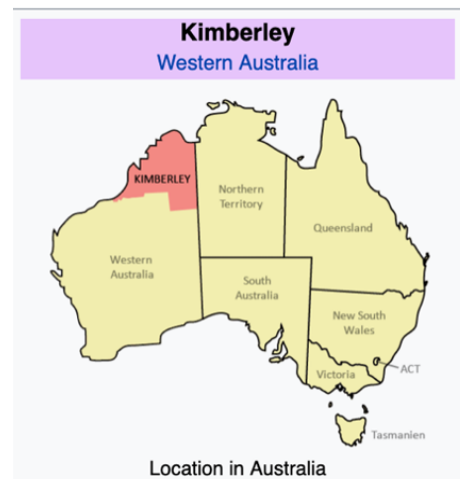 Kimberley
Western Australia
KIMBERLEY
Northern
Territory
Queensland
Western
Australia
South
Australia
New South
Wales
ACT
Victoria
Tasmanien
Location in Australia